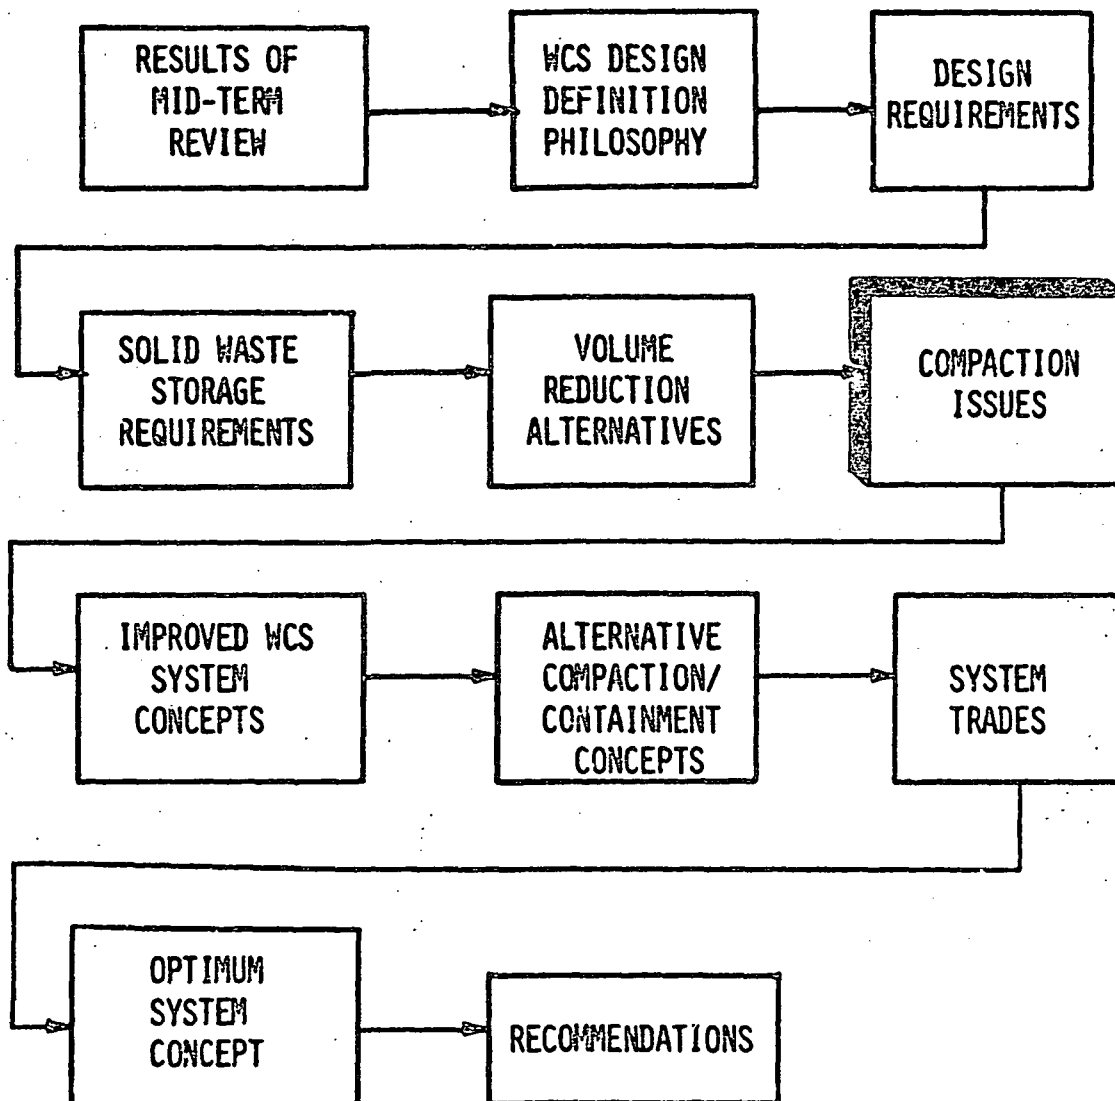 RESULTS OF
MID-TERM
REVIEW
WCS DESIGN
DEFINITION
PHILOSOPHY
DESIGN
REQUIREMENTS
SOLID WASTE
STORAGE
REQUIREMENTS
VOLUME
REDUCTION
ALTERNATIVES
COMPACTION
ISSUES
IMPROVED WCS
SYSTEM
CONCEPTS
ALTERNATIVE
COMPACTION/
CONTAINMENT
CONCEPTS
SYSTEM
TRADES
OPTIMUM
SYSTEM
CONCEPT
RECOMMENDATIONS